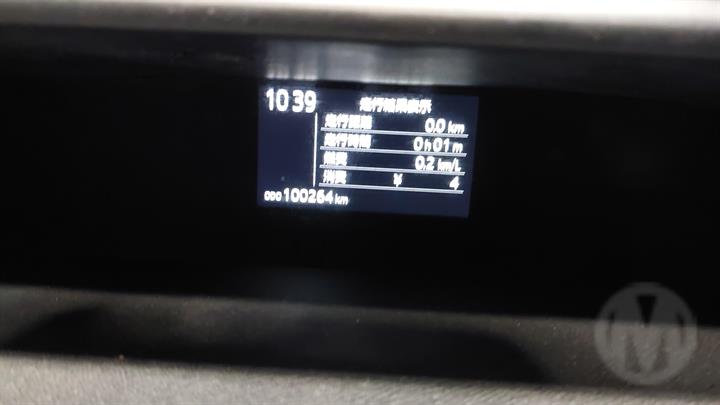 10:39 走行結果表示
走行距離 0.0 km
走行時間 0h01m
燃費 0.2 km/L
消費 ¥ 4
ODO 100264 km
M